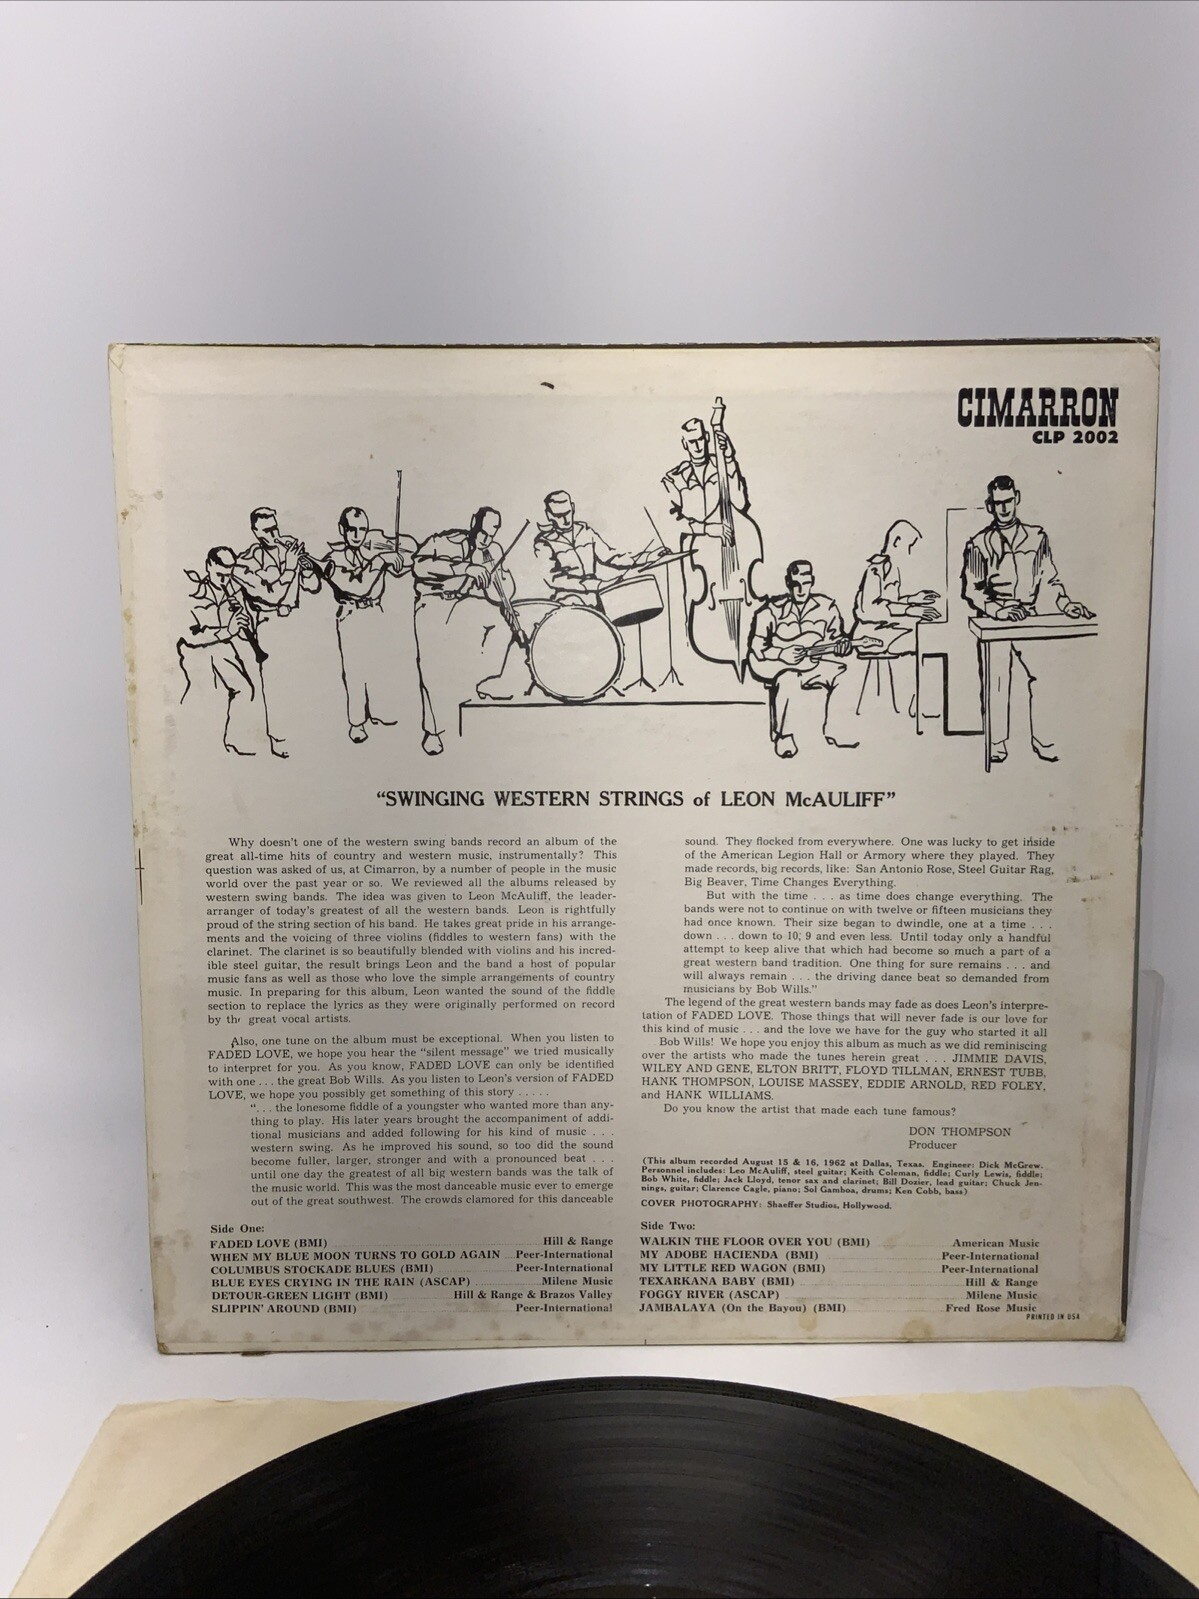 CIMARRON
CLP 2002
"SWINGING WESTERN STRINGS of LEON McAULIFF"
Why doesn't one of the western swing bands record an album of the
great all-time hits of country and western music, instrumentally? This
question was asked of us, at Cimarron, by a number of people in the music
world over the past year or so. We reviewed all the albums released by
western swing bands. The idea was given to Leon McAuliff, the leader-
arranger of today's greatest of all the western bands. Leon is rightfully
proud of the string section of his band. He takes great pride in his arrange-
ments and the voicing of three violins (fiddles to western fans) with the
clarinet. The clarinet is so beautifully blended with violins and his incred-
ible steel guitar, the result brings Leon and the band a host of popular
music fans as well as those who love the simple arrangements of country
music. In preparing for this album, Leon wanted the sound of the fiddle
section to replace the lyrics as they were originally performed on record
by the great vocal artists.
Also, one tune on the album must be exceptional. When you listen to
FADED LOVE, we hope you hear the "silent message" we tried musically
to interpret for you. As you know, FADED LOVE can only be identified
with one . . . the great Bob Wills. As you listen to Leon's version of FADED
LOVE, we hope you possibly get something of this story . . . . .
". . . the lonesome fiddle of a youngster who wanted more than any-
thing to play. His later years brought the accompaniment of addi-
tional musicians and added following for his kind of music . . .
western swing. As he improved his sound, so too did the sound
become fuller, larger, stronger and with a pronounced beat . . .
until one day the greatest of all big western bands was the talk of
the music world. This was the most danceable music ever to emerge
out of the great southwest. The crowds clamored for this danceable
sound. They flocked from everywhere. One was lucky to get inside
of the American Legion Hall or Armory where they played. They
made records, big records, like: San Antonio Rose, Steel Guitar Rag,
Big Beaver, Time Changes Everything.
But with the time . . . as time does change everything. The
bands were not to continue on with twelve or fifteen musicians they
had once known. Their size began to dwindle, one at a time . . .
down . . . down to 10, 9 and even less. Until today only a handful
attempt to keep alive that which had become so much a part of a
great western band tradition. One thing for sure remains . . . and
will always remain . . . the driving dance beat so demanded from
musicians by Bob Wills."
The legend of the great western bands may fade as does Leon's interpre-
tation of FADED LOVE. Those things that will never fade is our love for
this kind of music . . . and the love we have for the guy who started it all
Bob Wills! We hope you enjoy this album as much as we did reminiscing
over the artists who made the tunes herein great . . . JIMMIE DAVIS,
WILEY AND GENE, ELTON BRITT, FLOYD TILLMAN, ERNEST TUBB,
HANK THOMPSON, LOUISE MASSEY, EDDIE ARNOLD, RED FOLEY,
and HANK WILLIAMS.
Do you know the artist that made each tune famous?
DON THOMPSON
Producer
(This album recorded August 15 & 16, 1962 at Dallas, Texas. Engineer: Dick McGrew.
Personnel includes: Leo McAuliff, steel guitar; Keith Coleman, fiddle; Curly Lewis, fiddle;
Bob White, fiddle; Jack Lloyd, tenor sax and clarinet; Bill Dozier, lead guitar; Chuck Jen-
nings, guitar; Clarence Cagle, piano; Sol Gamboa, drums; Ken Cobb, bass)
COVER PHOTOGRAPHY: Shaeffer Studios, Hollywood.
Side One:
FADED LOVE (BMI) Hill & Range
WHEN MY BLUE MOON TURNS TO GOLD AGAIN Peer-International
COLUMBUS STOCKADE BLUES (BMI) Peer-International
BLUE EYES CRYING IN THE RAIN (ASCAP) Milene Music
DETOUR-GREEN LIGHT (BMI) Hill & Range & Brazos Valley
SLIPPIN' AROUND (BMI) Peer-International
Side Two:
WALKIN THE FLOOR OVER YOU (BMI) American Music
MY ADOBE HACIENDA (BMI) Peer-International
MY LITTLE RED WAGON (BMI) Peer-International
TEXARKANA BABY (BMI) Hill & Range
FOGGY RIVER (ASCAP) Milene Music
JAMBALAYA (On the Bayou) (BMI) Fred Rose Music
PRINTED IN USA